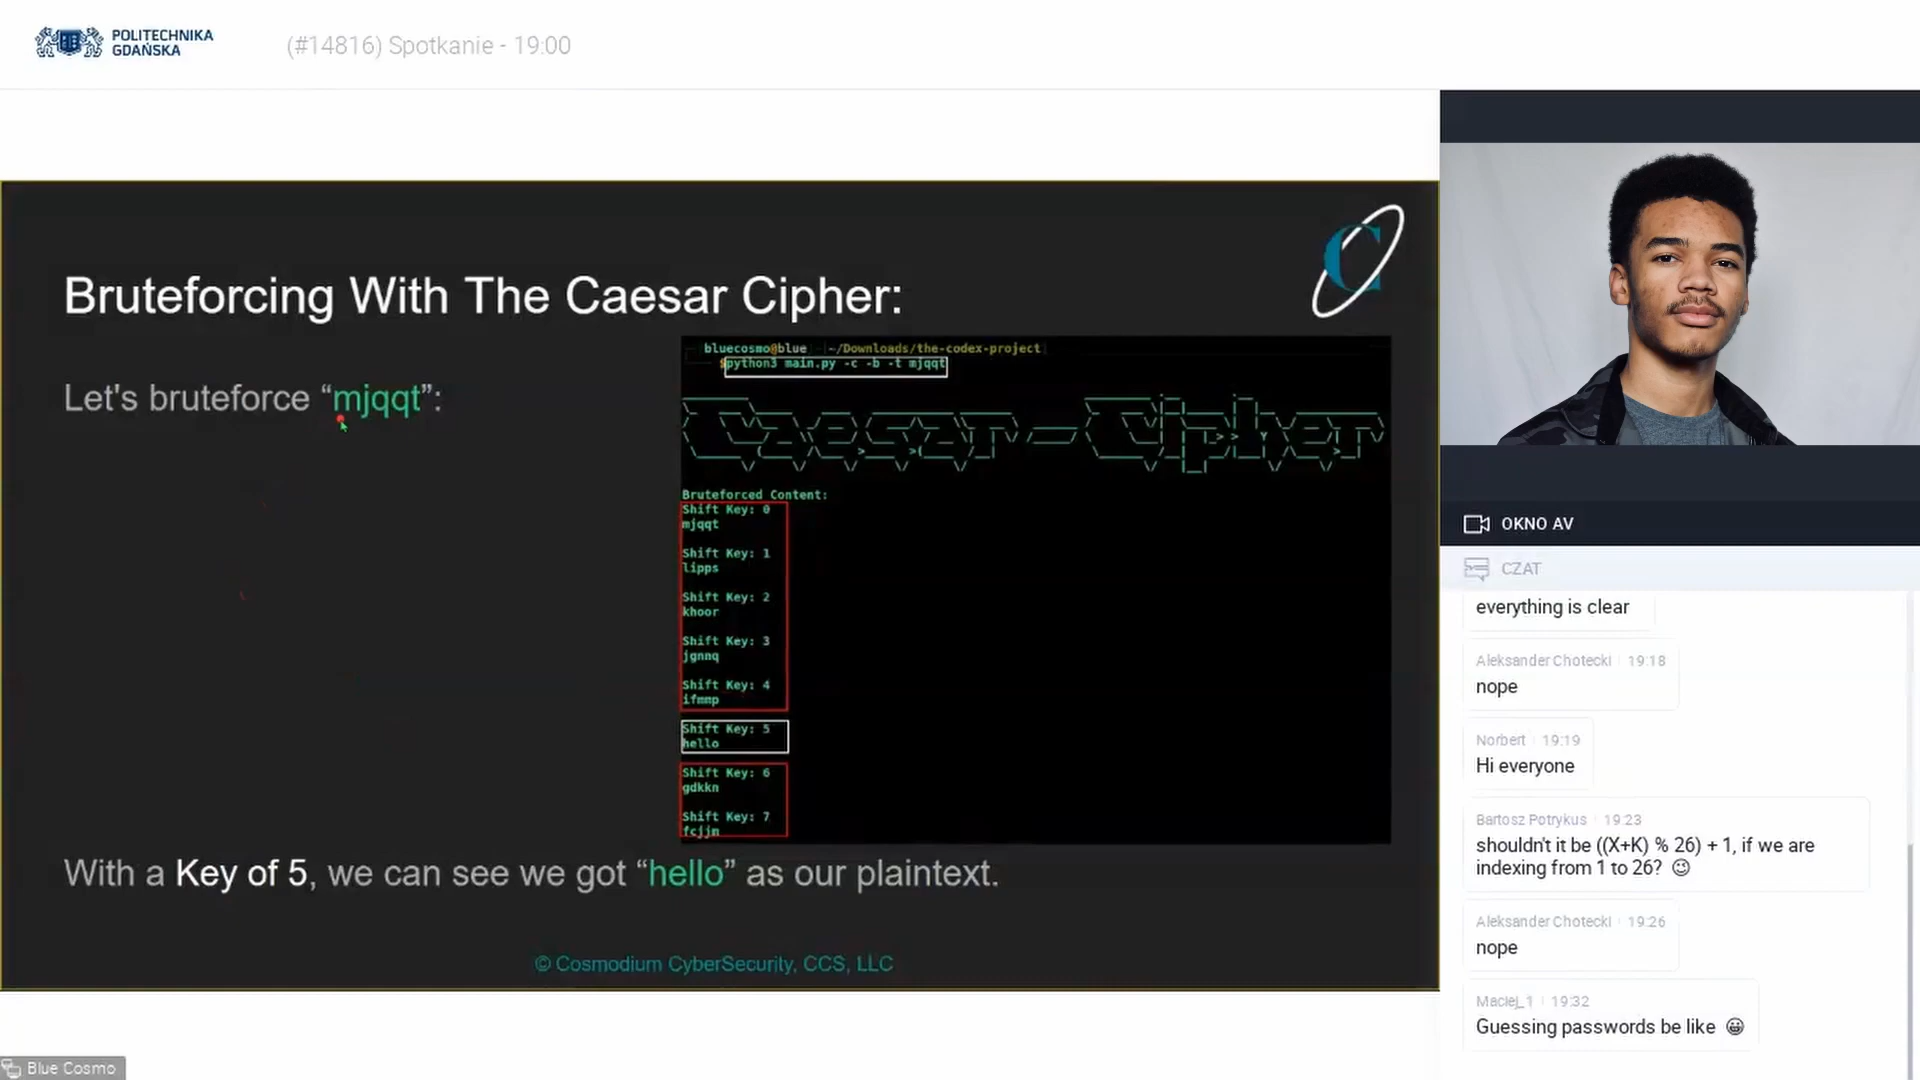 POLITECHNIKA
GDAŃSKA
(#14816) Spotkanie - 19:00
Bruteforcing With The Caesar Cipher:
Let's bruteforce “mjqqt”:
bluecosmo@blue ~/Downloads/the-codex-project
$python3 main.py -c -b -t mjqqt
Caesar-Cipher
Bruteforced Content:
Shift Key: 0
mjqqt
Shift Key: 1
lipps
Shift Key: 2
khoor
Shift Key: 3
jgnnq
Shift Key: 4
ifmmp
Shift Key: 5
hello
Shift Key: 6
gdkkn
Shift Key: 7
fcjjm
With a Key of 5, we can see we got “hello” as our plaintext.
© Cosmodium CyberSecurity, CCS, LLC
Blue Cosmo
OKNO AV
CZAT
everything is clear
Aleksander Chotecki 19:18
nope
Norbert 19:19
Hi everyone
Bartosz Potrykus 19:23
shouldn't it be ((X+K) % 26) + 1, if we are
indexing from 1 to 26? 😉
Aleksander Chotecki 19:26
nope
Maciej_1 19:32
Guessing passwords be like 😀